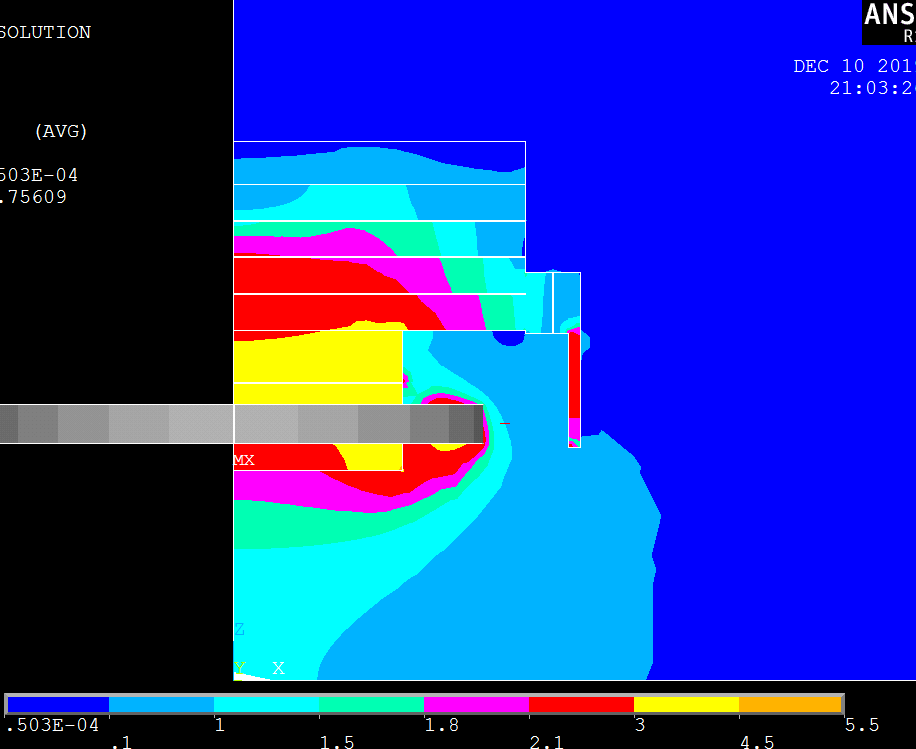 SOLUTION
ANS
R
DEC 10 201
21:03:2
(AVG)
503E-04
.75609
MX
Z
Y X
.503E-04 1 1.8 3 5.5
.1 1.5 2.1 4.5